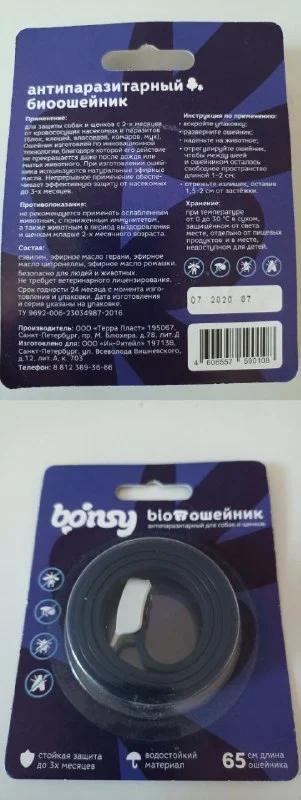 антипаразитарный
биоошейник
Применение:
для защиты собак и щенков с 2-х месяцев
от кровососущих насекомых и паразитов
(блох, клещей, власоедов, комаров, мух).
Ошейник изготовлен по инновационной
технологии, благодаря которой его действие
не прекращается даже после дождя или
мытья животного. При изготовлении ошей-
ника используются натуральные эфирные
масла. Непрерывное применение обеспе-
чивает эффективную защиту от насекомых
до 3-х месяцев.
Противопоказания:
не рекомендуется применять ослабленным
животным, с пониженным иммунитетом,
а также животным в период выздоровления
и щенкам младше 2-х месячного возраста.
Состав:
сэвилен, эфирное масло герани, эфирное
масло цитронеллы, эфирное масло ромашки.
Безопасно для людей и животных.
Не требует ветеринарного лицензирования.
Срок годности 24 месяца с момента изго-
товления и упаковки. Дата изготовления
и серия указаны на упаковке.
ТУ 9692-006-23034987-2016
Производитель: ООО «Терра Пласт» 195067,
Санкт-Петербург, пр. М. Блюхера, д.78, лит.Д
Изготовлено для: ООО «Ин-Ритейл» 197136,
Санкт-Петербург, ул. Всеволода Вишневского,
д.12, лит.А, к. 703
Телефон: 8 812 389-36-66
Инструкция по применению:
• вскройте упаковку;
• разверните ошейник;
• наденьте на животное;
• отрегулируйте ошейник,
чтобы между шеей
и ошейником осталось
свободное пространство
длиной 1-2 см;
• отрежьте излишек, оставив
1,5-2 см от застежки.
Хранение:
при температуре
от 0 до 30 °С в сухом,
защищенном от света
месте, отдельно от пищевых
продуктов и в месте,
недоступном для детей.
07 2020 07
4 606557 590108
bonsy
bio ошейник
антипаразитарный для собак и щенков
стойкая защита
до 3х месяцев
водостойкий
материал
65 см длина
ошейника